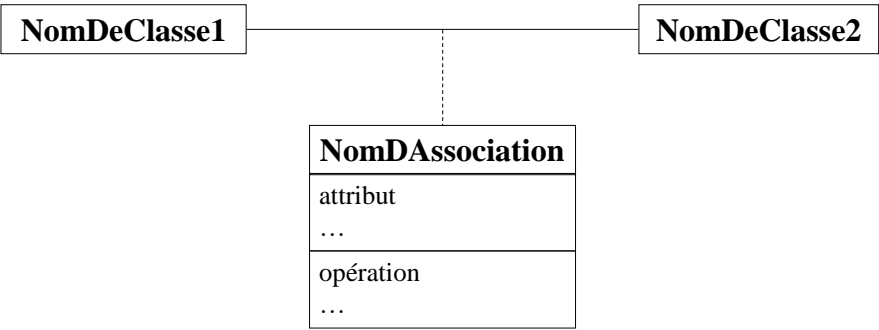 NomDeClasse1
NomDeClasse2
NomDAssociation
attribut
…
opération
…